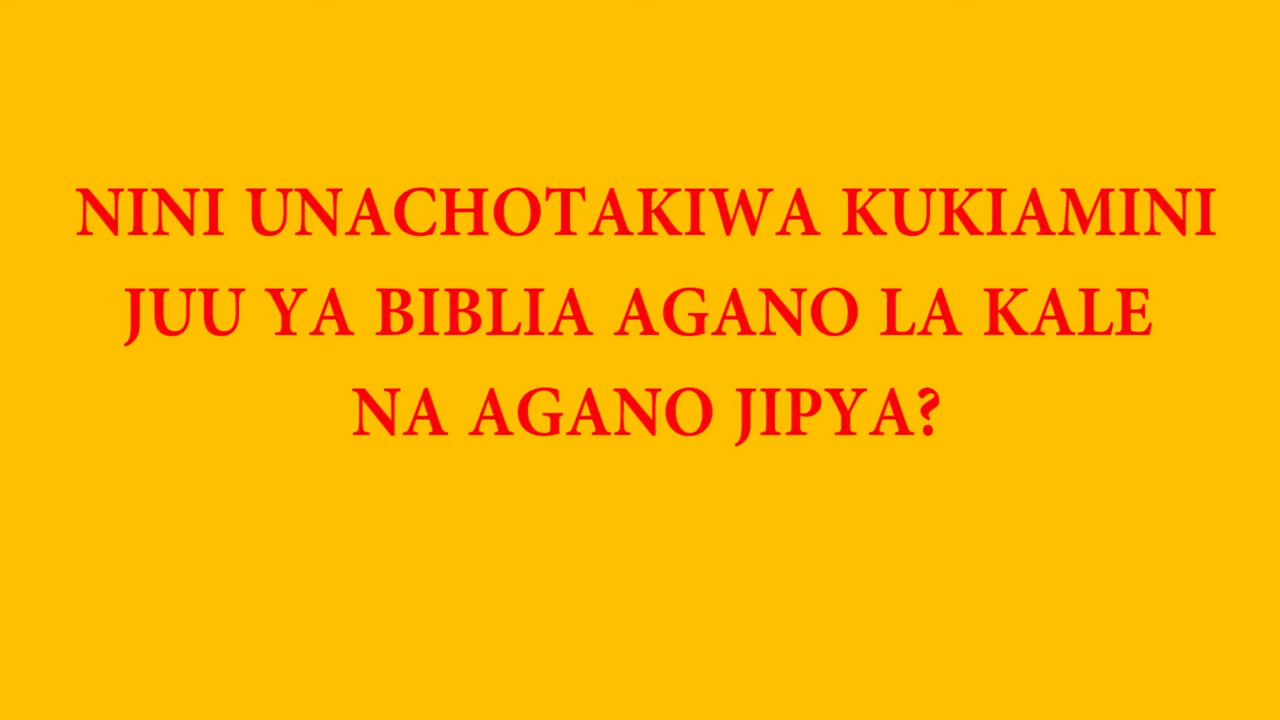 NINI UNACHOTAKIWA KUKIAMINI
JUU YA BIBLIA AGANO LA KALE
NA AGANO JIPYA?